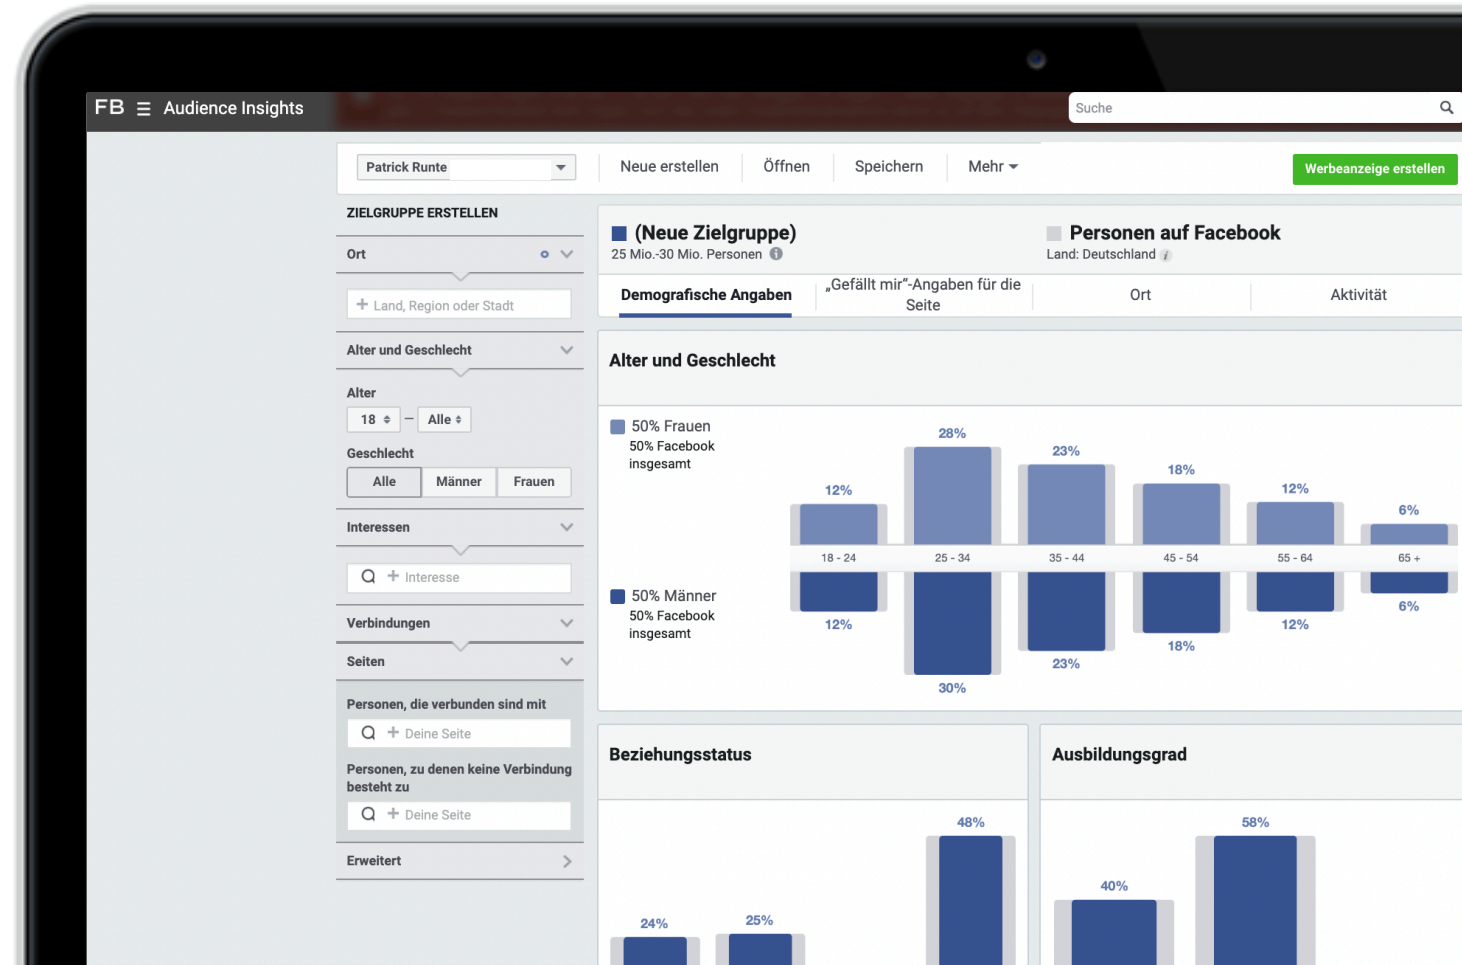 FB ☰ Audience Insights
Suche
Patrick Runte
Neue erstellen
Öffnen
Speichern
Mehr
Werbeanzeige erstellen
ZIELGRUPPE ERSTELLEN
Ort
+ Land, Region oder Stadt
Alter und Geschlecht
Alter
18 – Alle
Geschlecht
Alle Männer Frauen
Interessen
+ Interesse
Verbindungen
Seiten
Personen, die verbunden sind mit
+ Deine Seite
Personen, zu denen keine Verbindung
besteht zu
+ Deine Seite
Erweitert
(Neue Zielgruppe)
25 Mio.-30 Mio. Personen
Personen auf Facebook
Land: Deutschland
Demografische Angaben
„Gefällt mir"-Angaben für die
Seite
Ort
Aktivität
Alter und Geschlecht
50% Frauen
50% Facebook
insgesamt
12% 28% 23% 18% 12% 6%
18 - 24 25 - 34 35 - 44 45 - 54 55 - 64 65 +
50% Männer
50% Facebook
insgesamt
12% 30% 23% 18% 12% 6%
Beziehungsstatus
24% 25% 48%
Ausbildungsgrad
40% 58%